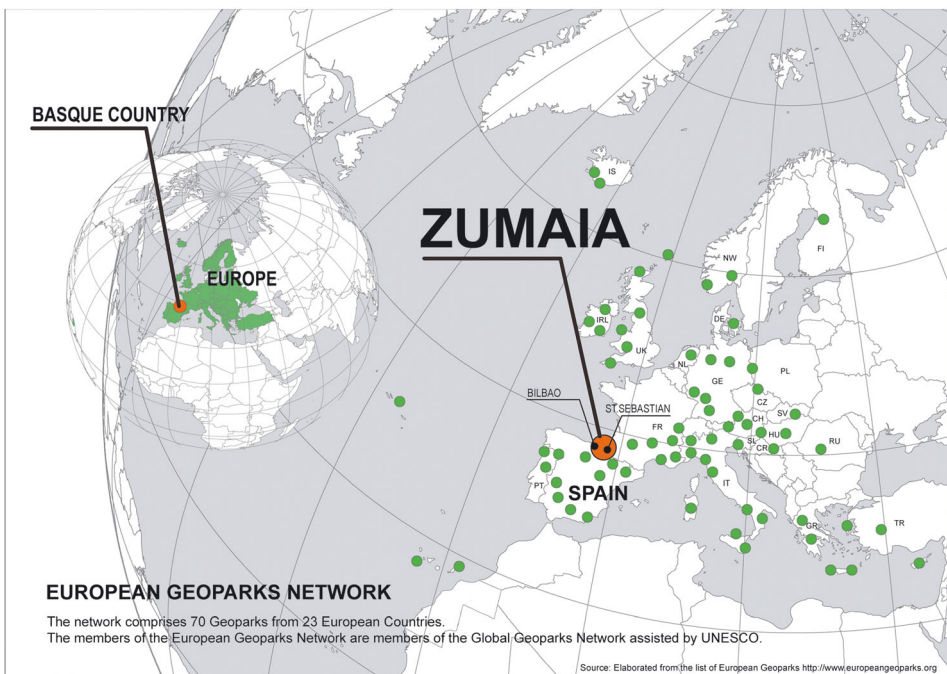 BASQUE COUNTRY
EUROPE
ZUMAIA
IS
FI
NW
DE
IRL
UK
NL
PL
GE
CZ
BILBAO
ST.SEBASTIAN
SV
CH
FR
HU
SL
CR
RU
IT
PT
SPAIN
GR
TR
EUROPEAN GEOPARKS NETWORK
The network comprises 70 Geoparks from 23 European Countries.
The members of the European Geoparks Network are members of the Global Geoparks Network assisted by UNESCO.
Source: Elaborated from the list of European Geoparks http://www.europeangeoparks.org